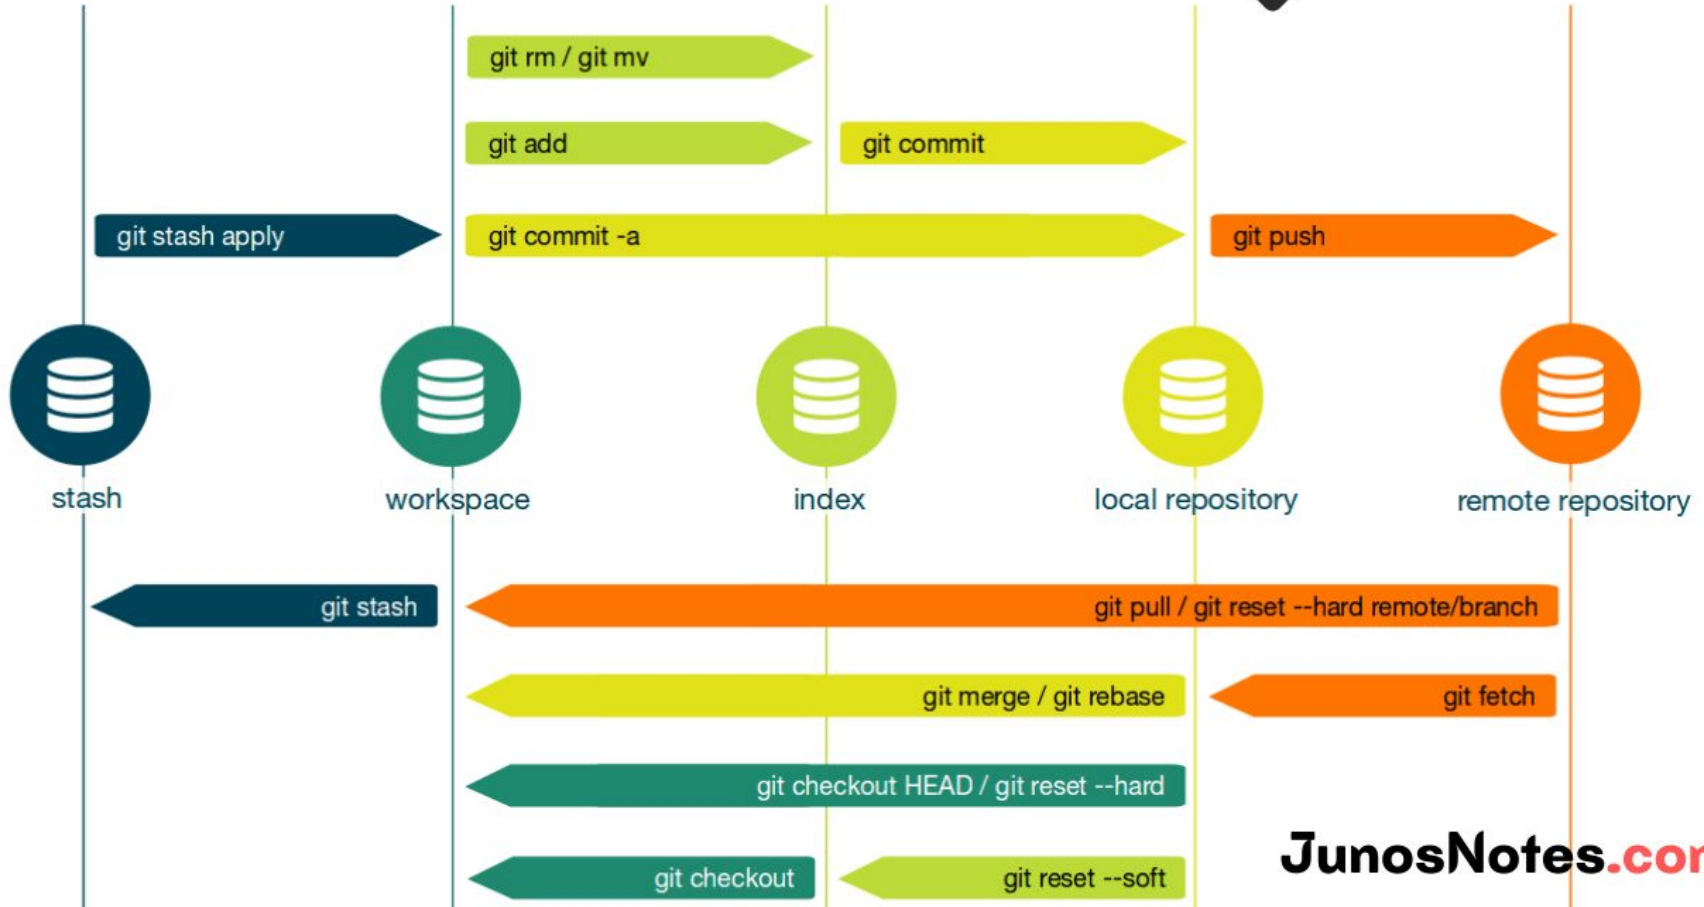 git rm / git mv
git add
git commit
git stash apply
git commit -a
git push
stash
workspace
index
local repository
remote repository
git stash
git pull / git reset --hard remote/branch
git merge / git rebase
git fetch
git checkout HEAD / git reset --hard
git checkout
git reset --soft
JunosNotes.com